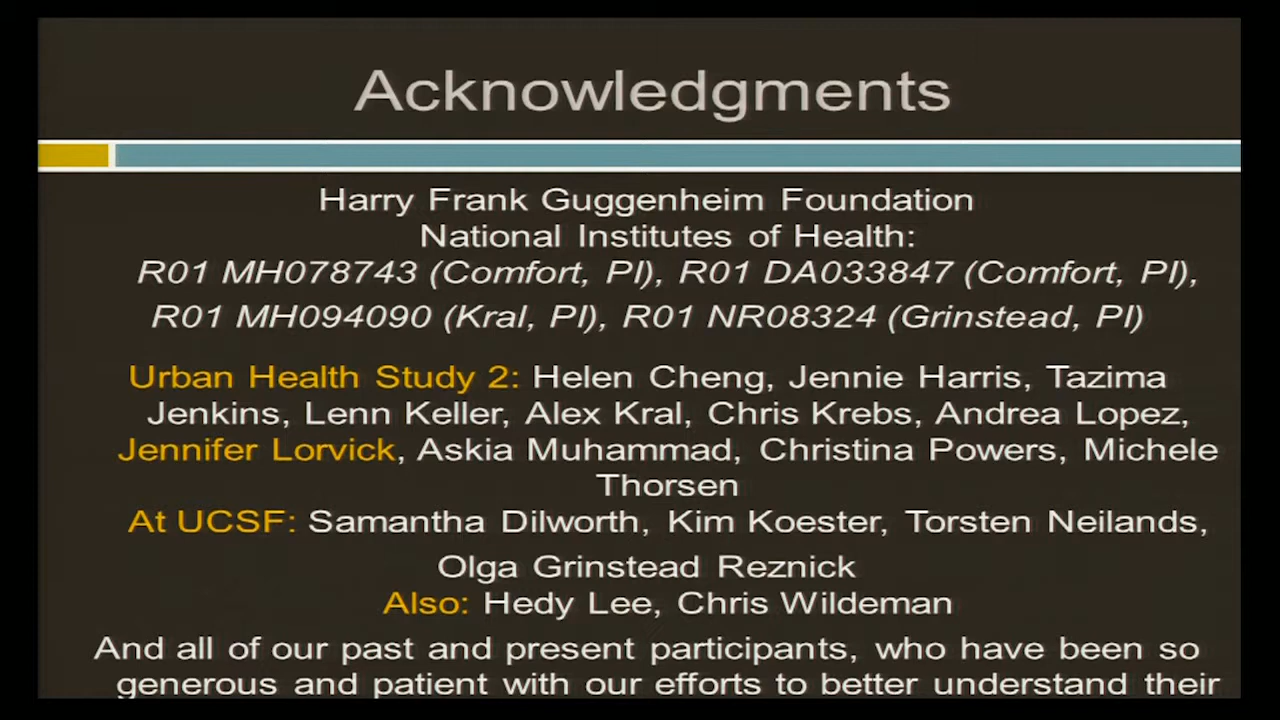 Acknowledgments
Harry Frank Guggenheim Foundation
National Institutes of Health:
R01 MH078743 (Comfort, PI), R01 DA033847 (Comfort, PI),
R01 MH094090 (Kral, PI), R01 NR08324 (Grinstead, PI)
Urban Health Study 2: Helen Cheng, Jennie Harris, Tazima
Jenkins, Lenn Keller, Alex Kral, Chris Krebs, Andrea Lopez,
Jennifer Lorvick, Askia Muhammad, Christina Powers, Michele
Thorsen
At UCSF: Samantha Dilworth, Kim Koester, Torsten Neilands,
Olga Grinstead Reznick
Also: Hedy Lee, Chris Wildeman
And all of our past and present participants, who have been so
generous and patient with our efforts to better understand their